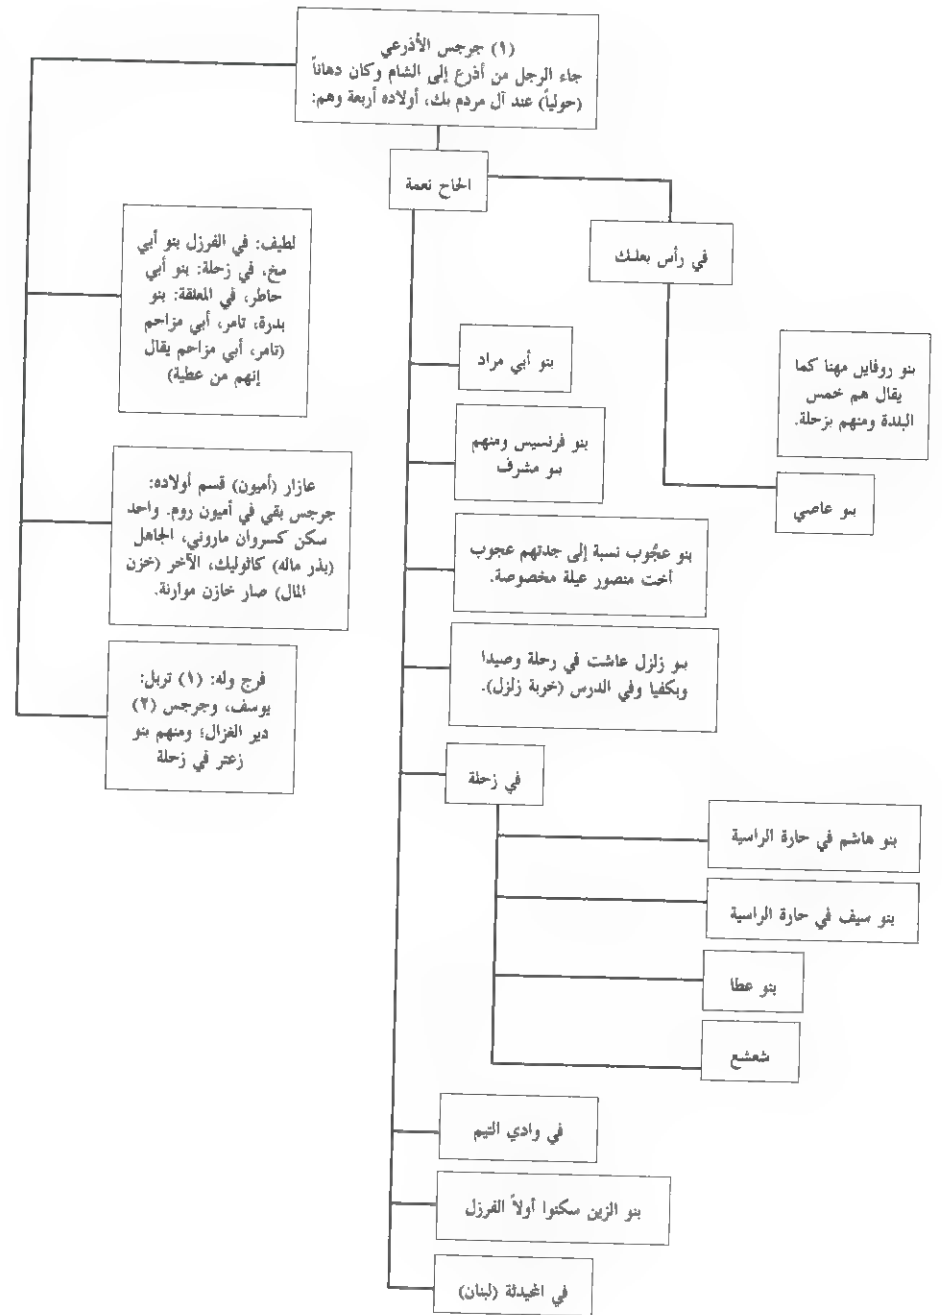 (١) جرجس الأذرعي
جاء الرجل من أذرع إلى الشام وكان دهاناً
(حولياً) عند آل مردم بك، أولاده أربعة وهم:
الحاج نعمة
في رأس بعلبك
بنو روفايل مهنا كما
يقال هم خمس
البلدة ومنهم بزحلة.
بنو عاصي
لطيف: في الفرزل بنو أبي
مخ، في زحلة: بنو أبي
حاطر، في المعلقة: بنو
بدرة، تامر، أبي مزاحم
(تامر، أبي مزاحم يقال
إنهم من عطية)
عازار (أميون) قسم أولاده:
جرجس بقي في أميون روم. واحد
سكن كسروان ماروني، الجاهل
(بذر ماله) كاثوليك، الآخر (خزن
المال) صار خازن موارنة.
فرج وله: (١) تربل:
يوسف، وجرجس (٢)
دير الغزال؛ ومنهم بنو
زعتر في زحلة
بنو أبي مراد
بنو فرنسيس ومنهم
بنو مشرف
بنو عجُوب نسبة إلى جدتهم عجوب
أخت منصور عيلة مخصوصة.
بنو زلزل عاشت في رحلة وصيدا
وبكفيا وفي الدرس (خربة زلزل).
في زحلة
بنو هاشم في حارة الراسية
بنو سيف في حارة الراسية
بنو عطا
شعشع
في وادي التيم
بنو الزين سكنوا أولاً الفرزل
في المحيدثة (لبنان)